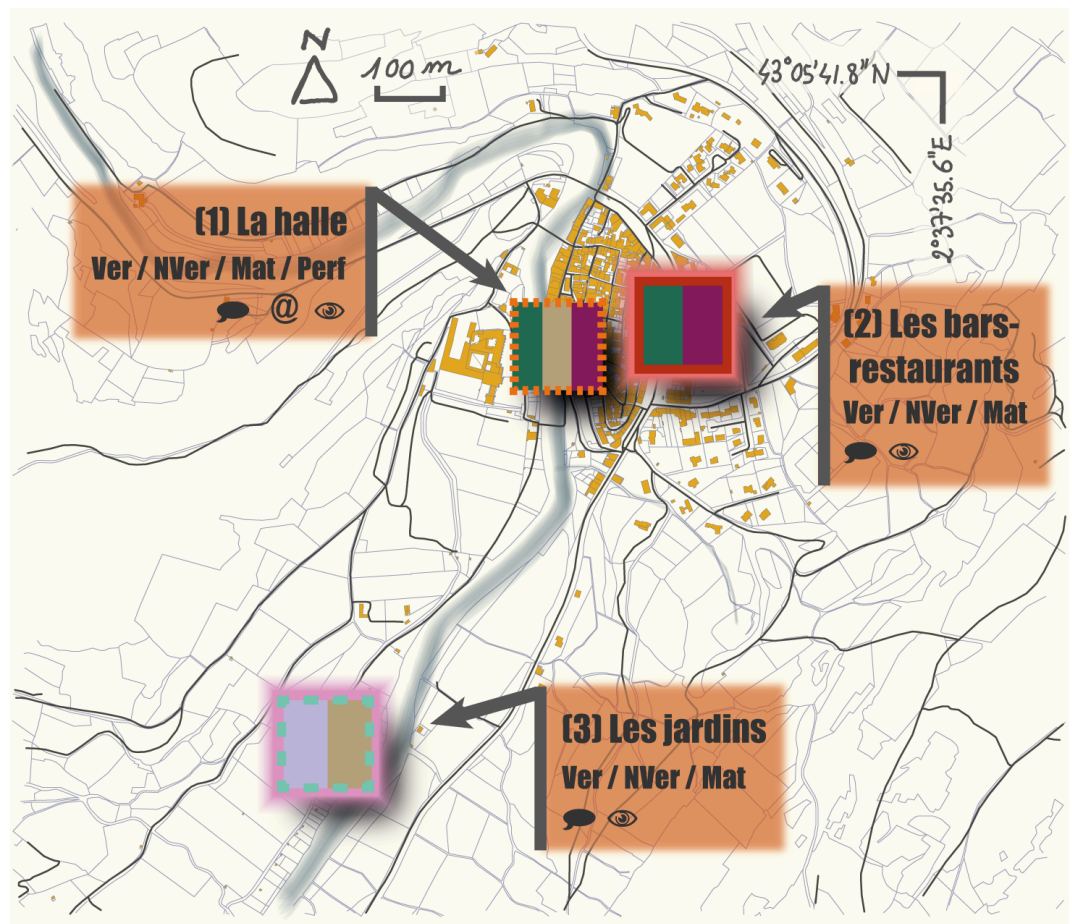 N
100 m
43°05'41.8"N
2°37'35.6"E
(1) La halle
Ver / NVer / Mat / Perf
@
(2) Les bars-
restaurants
Ver / NVer / Mat
(3) Les jardins
Ver / NVer / Mat